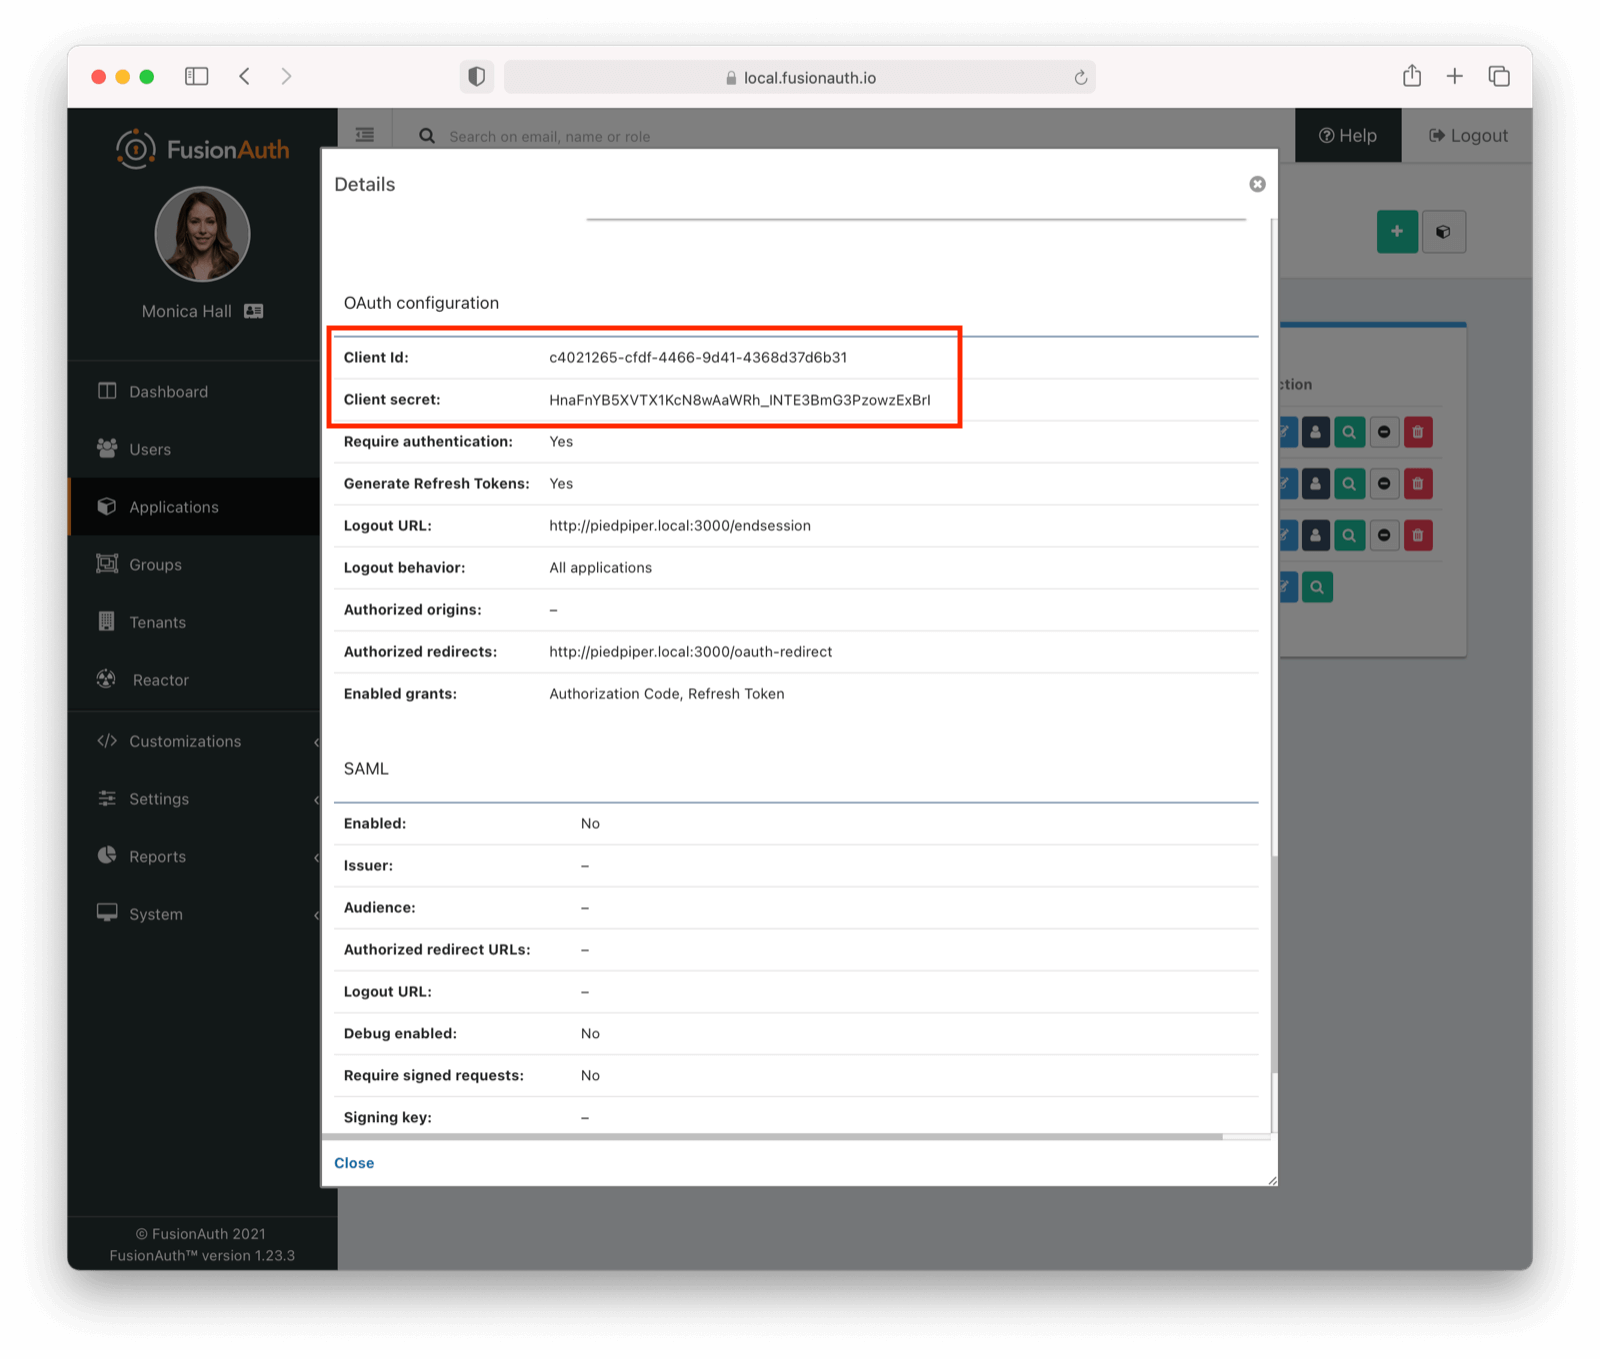 local.fusionauth.io
FusionAuth
Search on email, name or role
Help
Logout
Monica Hall
Dashboard
Users
Applications
Groups
Tenants
Reactor
Customizations
Settings
Reports
System
© FusionAuth 2021
FusionAuth™ version 1.23.3
Details
OAuth configuration
Client Id: c4021265-cfdf-4466-9d41-4368d37d6b31
Client secret: HnaFnYB5XVTX1KcN8wAaWRh_INTE3BmG3PzowzExBrI
Require authentication: Yes
Generate Refresh Tokens: Yes
Logout URL: http://piedpiper.local:3000/endsession
Logout behavior: All applications
Authorized origins: –
Authorized redirects: http://piedpiper.local:3000/oauth-redirect
Enabled grants: Authorization Code, Refresh Token
SAML
Enabled: No
Issuer: –
Audience: –
Authorized redirect URLs: –
Logout URL: –
Debug enabled: No
Require signed requests: No
Signing key: –
Close
ction